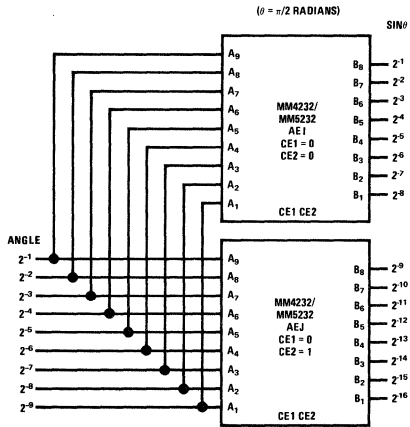 (θ = π/2 RADIANS)
SINθ
A9 B8 2-1
A8 B7 2-2
A7 B6 2-3
A6 B5 2-4
A5 B4 2-5
A4 B3 2-6
A3 B2 2-7
A2 B1 2-8
A1
MM4232/
MM5232
AEI
CE1 = 0
CE2 = 0
CE1 CE2
ANGLE
2-1 A9 B8 2-9
2-2 A8 B7 2-10
2-3 A7 B6 2-11
2-4 A6 B5 2-12
2-5 A5 B4 2-13
2-6 A4 B3 2-14
2-7 A3 B2 2-15
2-8 A2 B1 2-16
2-9 A1
MM4232/
MM5232
AEJ
CE1 = 0
CE2 = 1
CE1 CE2